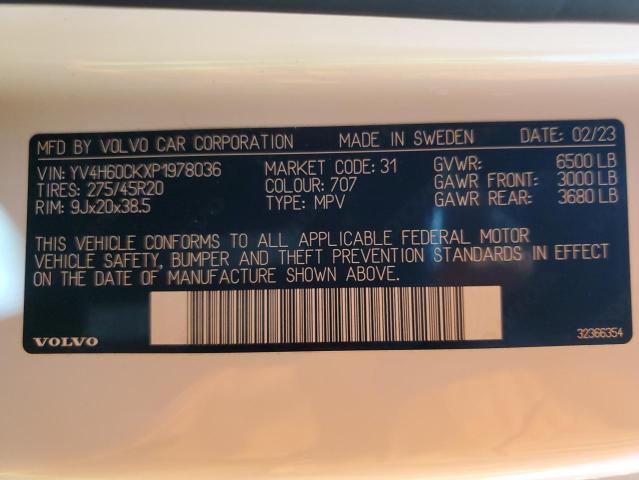 MFD BY VOLVO CAR CORPORATION MADE IN SWEDEN DATE: 02/23
VIN: YV4H60CKXP1978036 MARKET CODE: 31 GVWR: 6500 LB
TIRES: 275/45R20 COLOUR: 707 GAWR FRONT: 3000 LB
RIM: 9Jx20x38.5 TYPE: MPV GAWR REAR: 3680 LB
THIS VEHICLE CONFORMS TO ALL APPLICABLE FEDERAL MOTOR
VEHICLE SAFETY, BUMPER AND THEFT PREVENTION STANDARDS IN EFFECT
ON THE DATE OF MANUFACTURE SHOWN ABOVE.
VOLVO 32366354